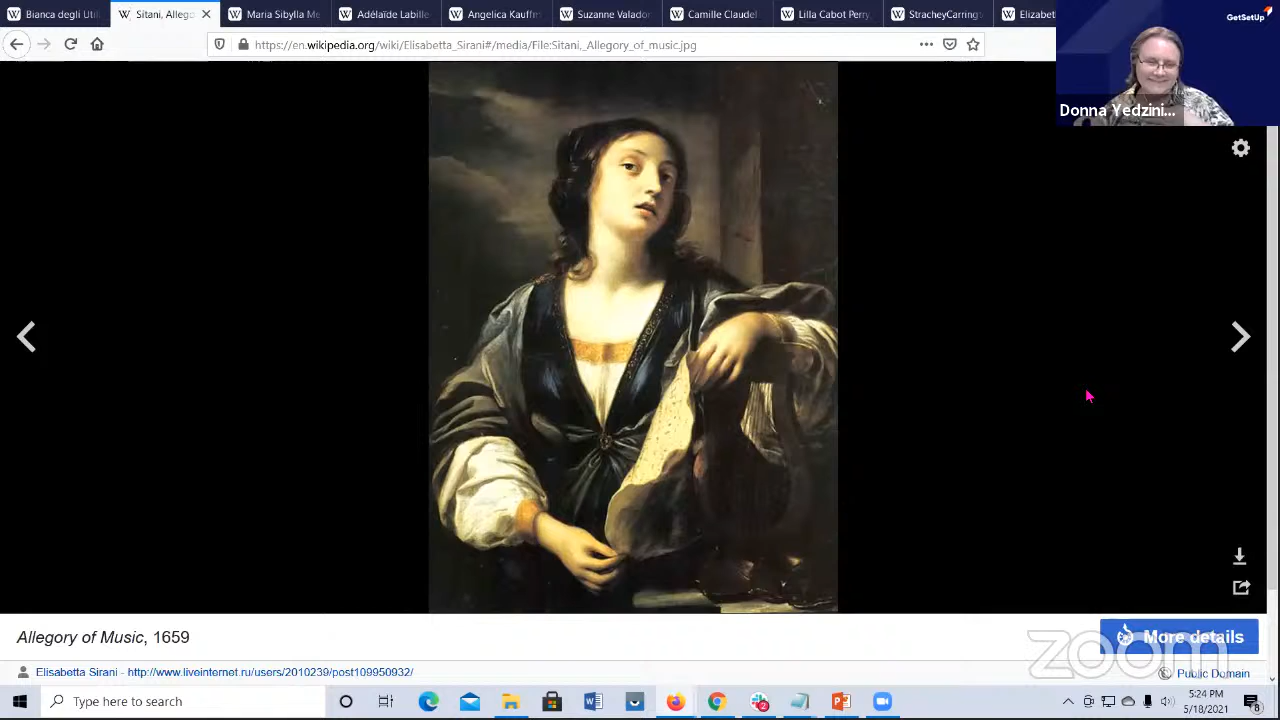 Bianca degli Util
Sitani, Allego
Maria Sibylla Me
Adélaïde Labiller
Angelica Kauffm
Suzanne Valador
Camille Claudel
Lilla Cabot Perry,
StracheyCarringt
Elizabet
GetSetUp
https://en.wikipedia.org/wiki/Elisabetta_Sirani#/media/File:Sitani,_Allegory_of_music.jpg
Donna Yedzini...
Allegory of Music, 1659
More details
zoom
Elisabetta Sirani - http://www.liveinternet.ru/users/2010239/post109950932/
Public Domain
Type here to search
5:24 PM
5/18/2021